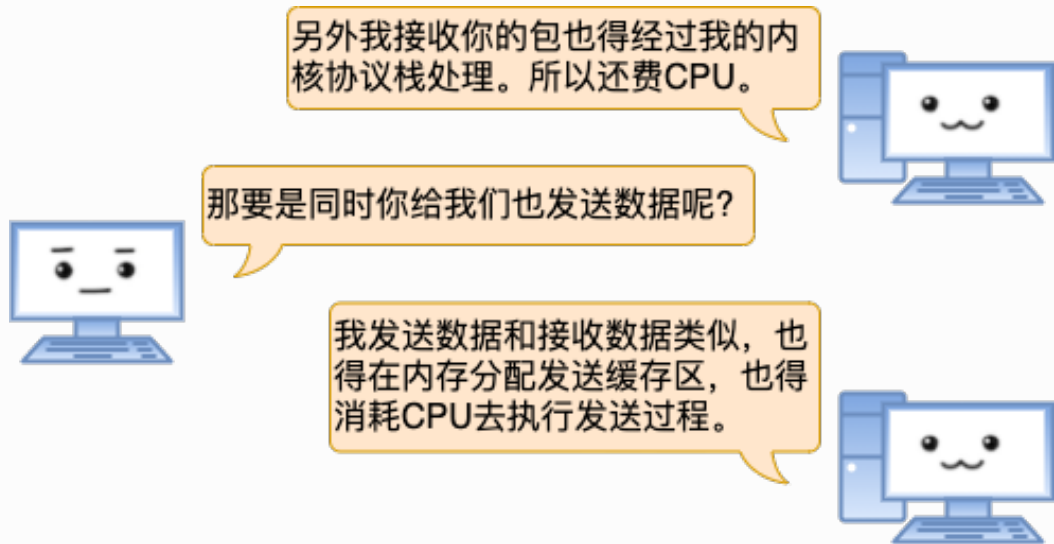 另外我接收你的包也得经过我的内
核协议栈处理。所以还费CPU。
那要是同时你给我们也发送数据呢?
我发送数据和接收数据类似，也
得在内存分配发送缓存区，也得
消耗CPU去执行发送过程。